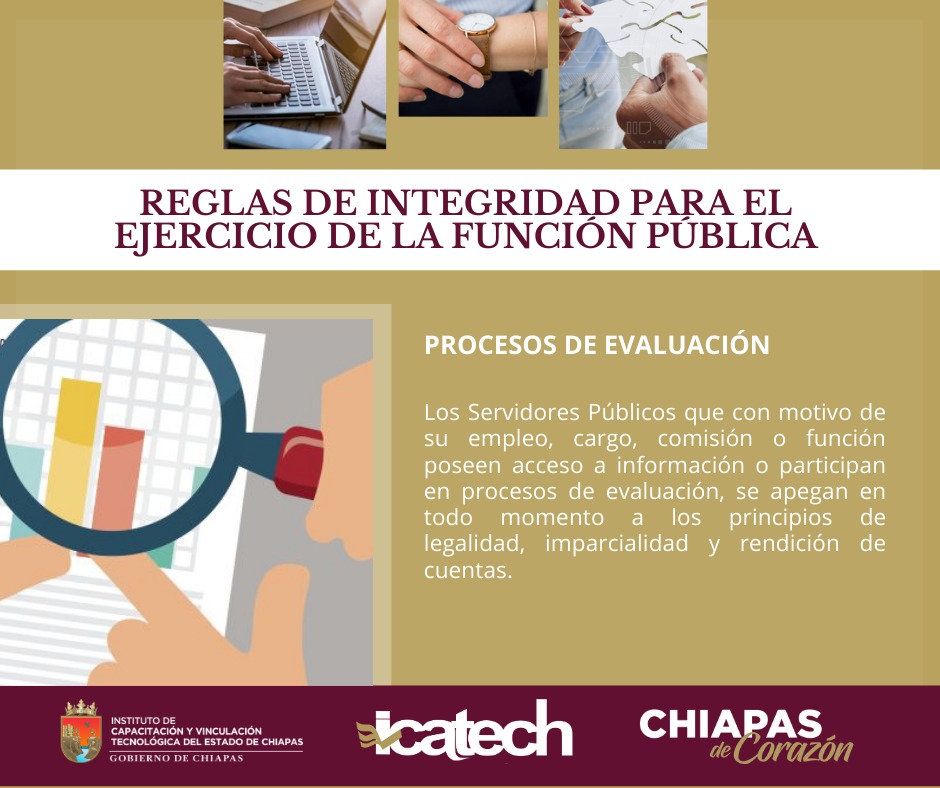 REGLAS DE INTEGRIDAD PARA EL
EJERCICIO DE LA FUNCIÓN PÚBLICA
PROCESOS DE EVALUACIÓN
Los Servidores Públicos que con motivo de
su empleo, cargo, comisión o función
poseen acceso a información o participan
en procesos de evaluación, se apegan en
todo momento a los principios de
legalidad, imparcialidad y rendición de
cuentas.
INSTITUTO DE
CAPACITACIÓN Y VINCULACIÓN
TECNOLÓGICA DEL ESTADO DE CHIAPAS
GOBIERNO DE CHIAPAS
icatech
CHIAPAS
de Corazón